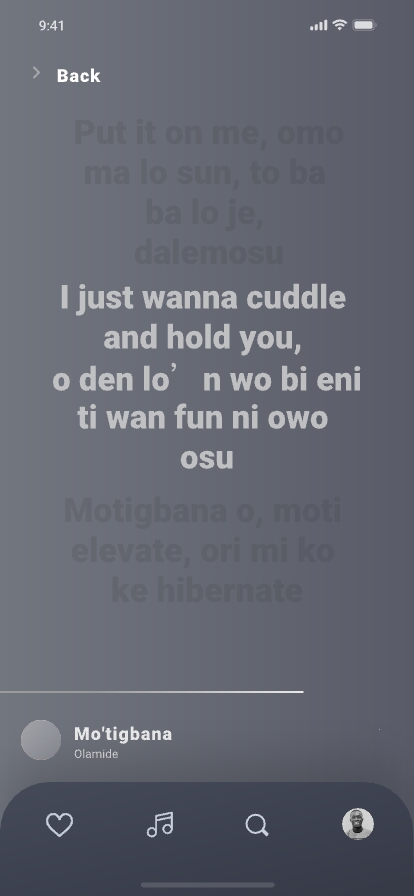 9:41
Back
Put it on me, omo
ma lo sun, to ba
ba lo je,
dalemosu
I just wanna cuddle
and hold you,
o den lo’ n wo bi eni
ti wan fun ni owo
osu
Motigbana o, moti
elevate, ori mi ko
ke hibernate
Mo'tigbana
Olamide